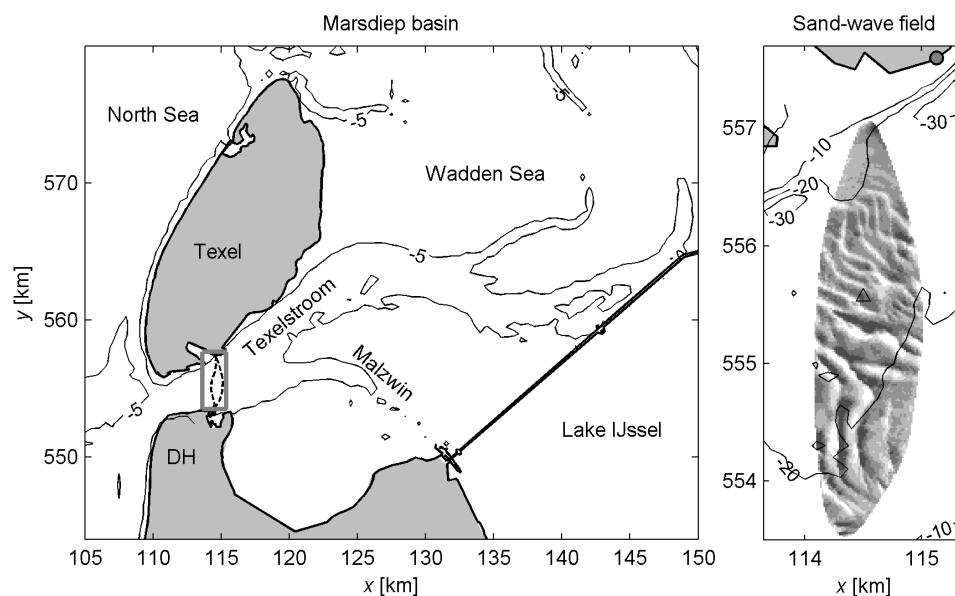 Marsdiep basin
North Sea
-5
-5
Wadden Sea
570
Texel
-5
y [km]
560
Texelstroom
Malzwin
-5
Lake IJssel
DH
550
105
110
115
120
125
130
135
140
145
150
x [km]
Sand-wave field
557
-30
-10
-20
-30
556
555
-20
554
-10
114
115
x [km]